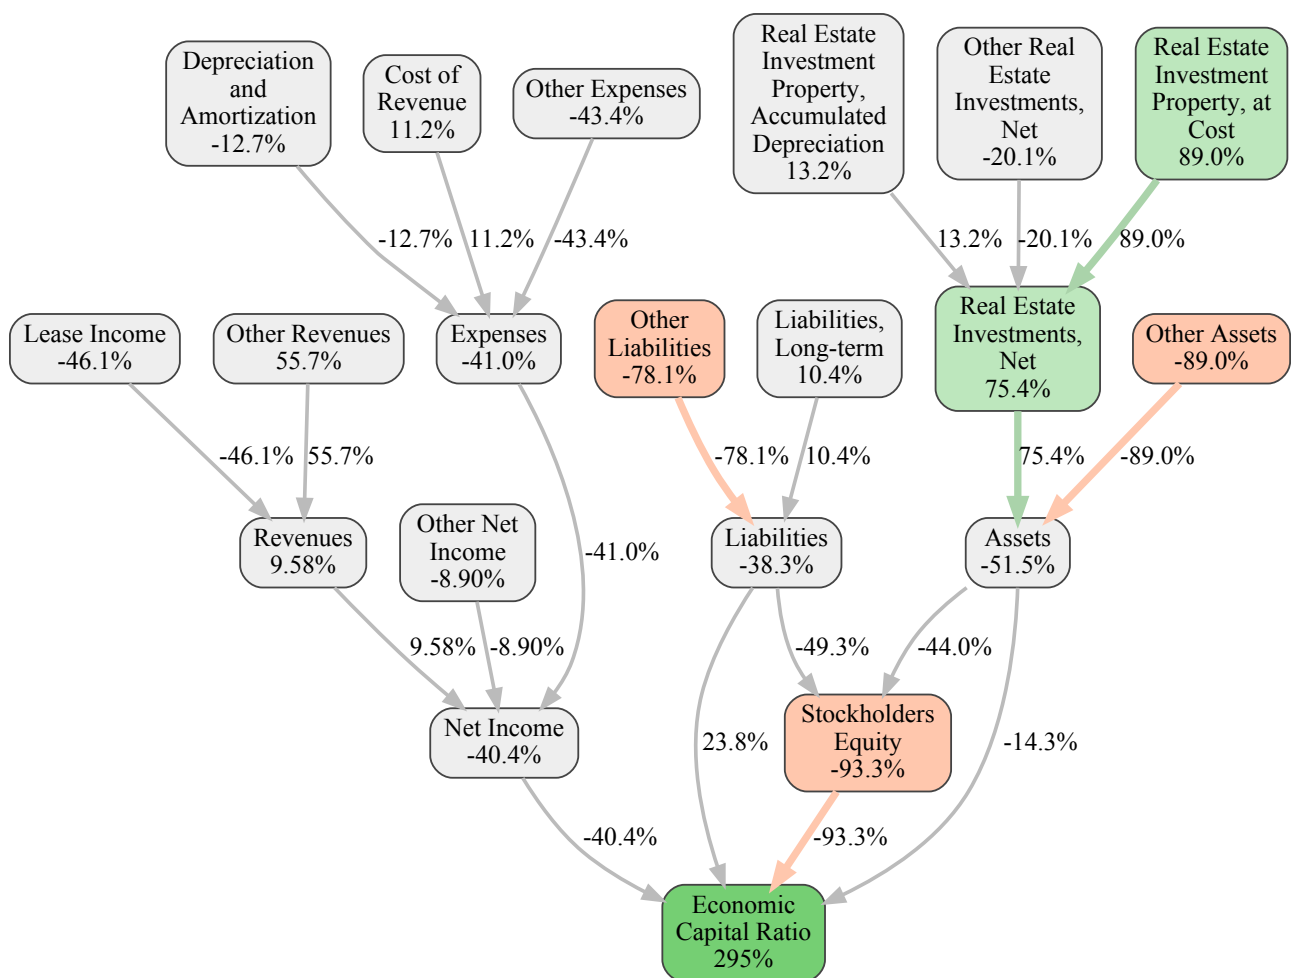 Depreciation
and
Amortization
-12.7%
Cost of
Revenue
11.2%
Other Expenses
-43.4%
Real Estate
Investment
Property,
Accumulated
Depreciation
13.2%
Other Real
Estate
Investments,
Net
-20.1%
Real Estate
Investment
Property, at
Cost
89.0%
-12.7%
11.2%
-43.4%
13.2%
-20.1%
89.0%
Lease Income
-46.1%
Other Revenues
55.7%
Expenses
-41.0%
Other
Liabilities
-78.1%
Liabilities,
Long-term
10.4%
Real Estate
Investments,
Net
75.4%
Other Assets
-89.0%
-46.1%
55.7%
-78.1%
10.4%
75.4%
-89.0%
Revenues
9.58%
Other Net
Income
-8.90%
-41.0%
Liabilities
-38.3%
Assets
-51.5%
9.58%
-8.90%
-49.3%
-44.0%
Net Income
-40.4%
23.8%
Stockholders
Equity
-93.3%
-14.3%
-40.4%
-93.3%
Economic
Capital Ratio
295%